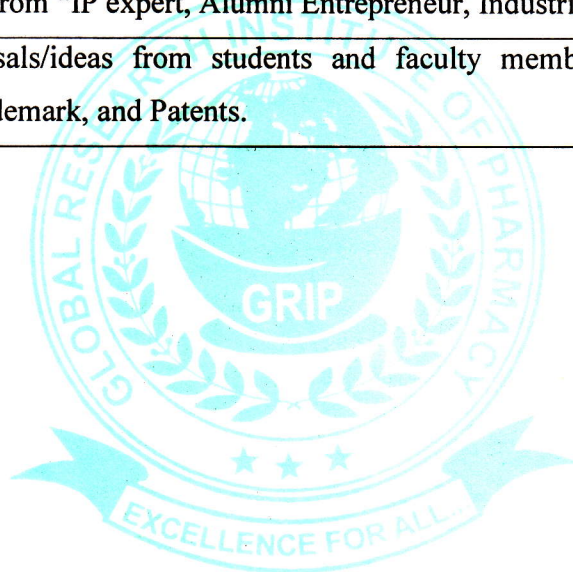 from "IP expert, Alumni Entrepreneur, Industri
sals/ideas from students and faculty memb
demark, and Patents.
GLOBAL RESEARCH INSTITUTE OF PHARMACY
GRIP
EXCELLENCE FOR ALL...